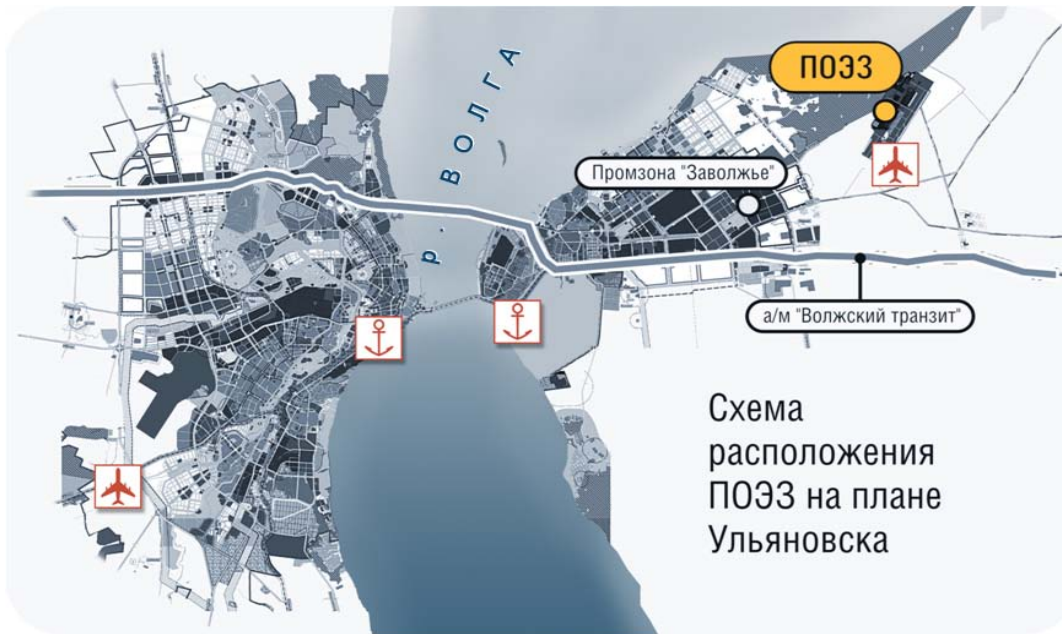 р. ВОЛГА
ПОЭЗ
Промзона "Заволжье"
а/м "Волжский транзит"
Схема
расположения
ПОЭЗ на плане
Ульяновска